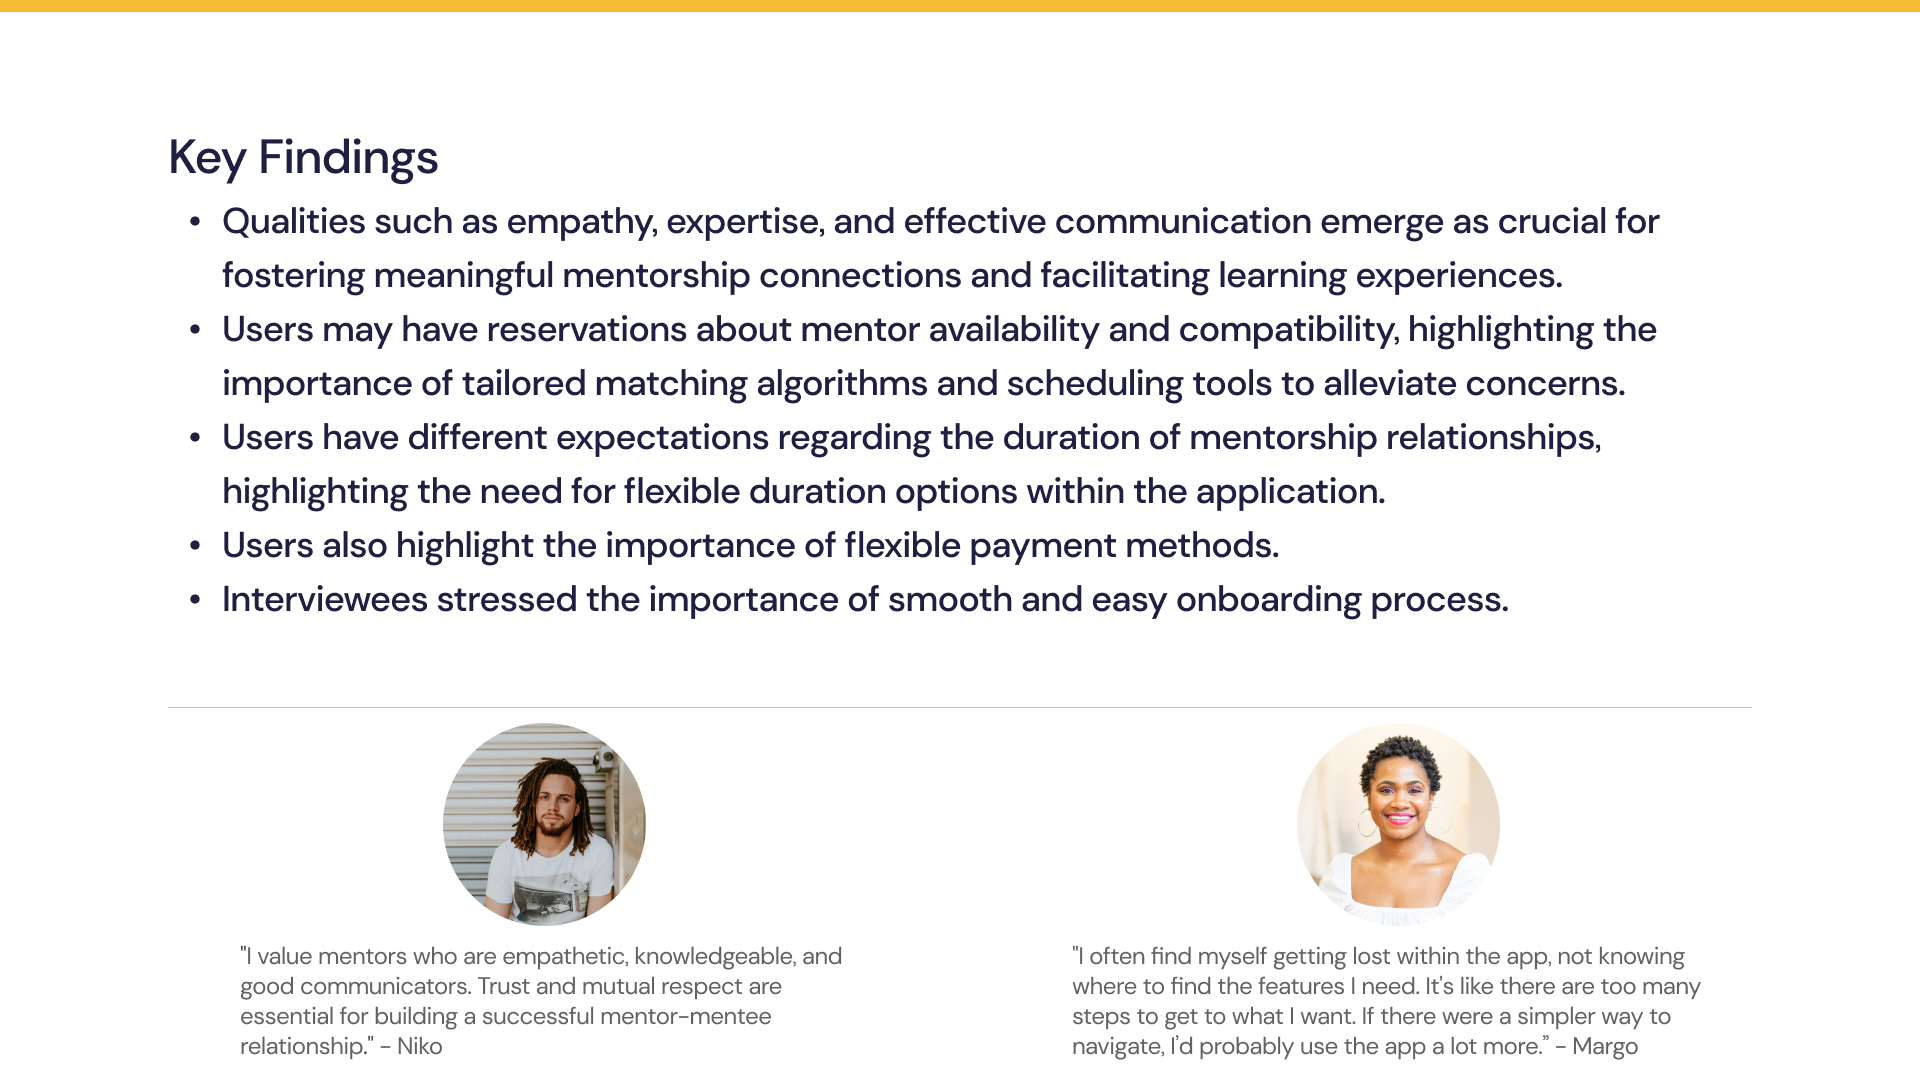 Key Findings
• Qualities such as empathy, expertise, and effective communication emerge as crucial for
fostering meaningful mentorship connections and facilitating learning experiences.
• Users may have reservations about mentor availability and compatibility, highlighting the
importance of tailored matching algorithms and scheduling tools to alleviate concerns.
• Users have different expectations regarding the duration of mentorship relationships,
highlighting the need for flexible duration options within the application.
• Users also highlight the importance of flexible payment methods.
• Interviewees stressed the importance of smooth and easy onboarding process.
"I value mentors who are empathetic, knowledgeable, and
good communicators. Trust and mutual respect are
essential for building a successful mentor-mentee
relationship." - Niko
"I often find myself getting lost within the app, not knowing
where to find the features I need. It's like there are too many
steps to get to what I want. If there were a simpler way to
navigate, I’d probably use the app a lot more.” - Margo